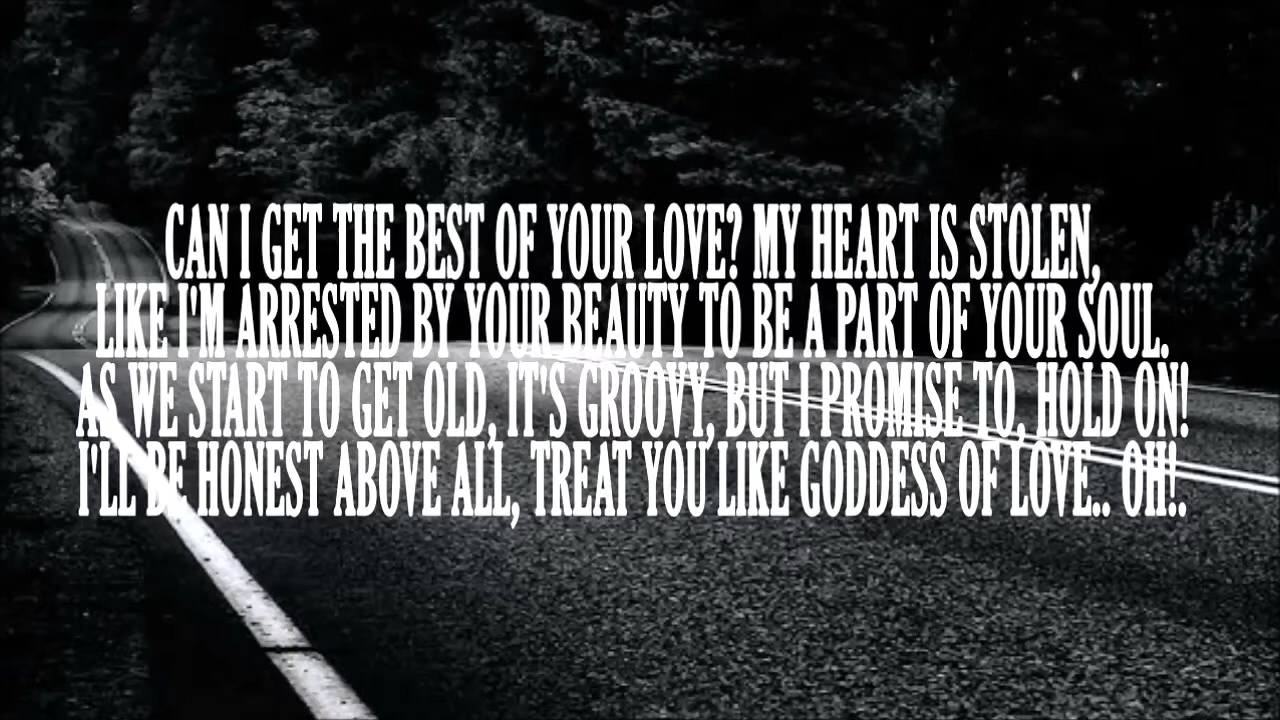 CAN I GET THE BEST OF YOUR LOVE? MY HEART IS STOLEN,
LIKE I'M ARRESTED BY YOUR BEAUTY TO BE A PART OF YOUR SOUL.
AS WE START TO GET OLD, IT'S GROOVY, BUT I PROMISE TO, HOLD ON!
I'LL BE HONEST ABOVE ALL, TREAT YOU LIKE GODDESS OF LOVE.. OH!.